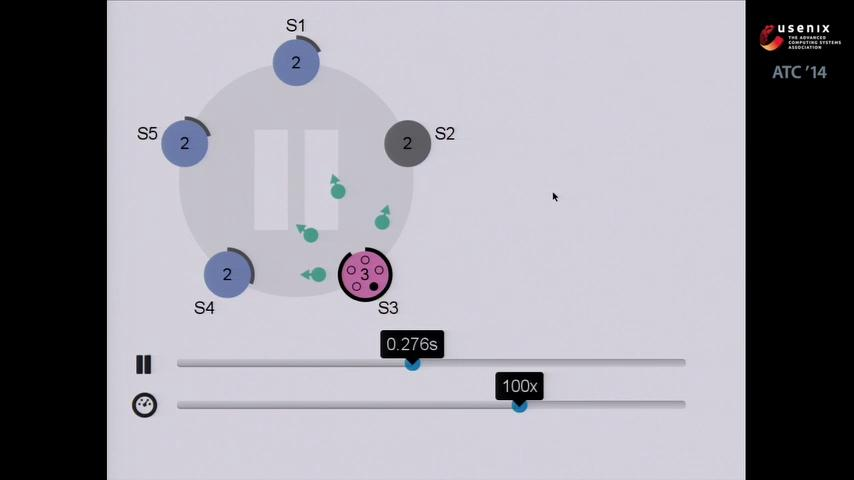 S1
2
S5
2
2
S2
2
3
S4
S3
0.276s
100x
usenix
THE ADVANCED
COMPUTING SYSTEMS
ASSOCIATION
ATC '14